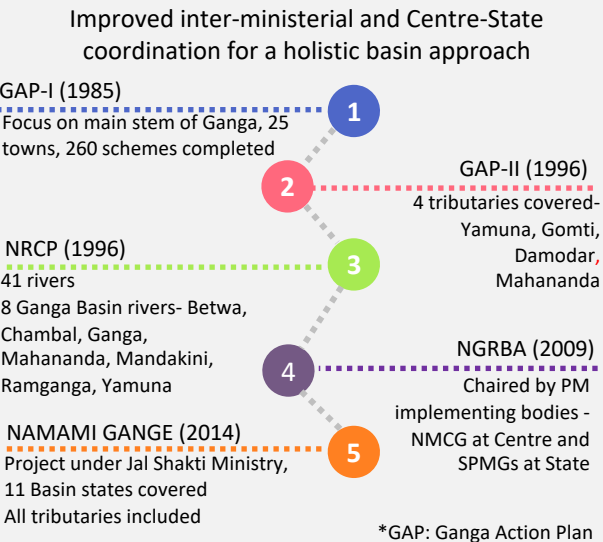 Improved inter-ministerial and Centre-State
coordination for a holistic basin approach
GAP-I (1985)
1
Focus on main stem of Ganga, 25
towns, 260 schemes completed
2
GAP-II (1996)
4 tributaries covered-
Yamuna, Gomti,
Damodar,
Mahananda
NRCP (1996)
3
41 rivers
8 Ganga Basin rivers- Betwa,
Chambal, Ganga,
Mahananda, Mandakini,
Ramganga, Yamuna
4
NGRBA (2009)
Chaired by PM
implementing bodies -
NMCG at Centre and
SPMGs at State
NAMAMI GANGE (2014)
5
Project under Jal Shakti Ministry,
11 Basin states covered
All tributaries included
*GAP: Ganga Action Plan